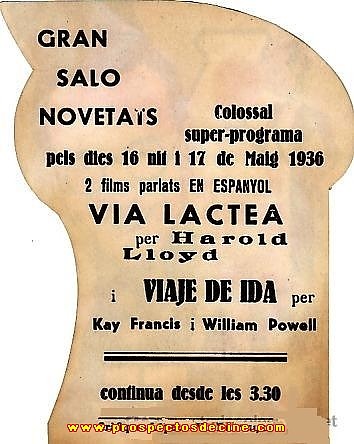 GRAN
SALO
NOVETATS
Colossal
super-programa
pels dies 16 nit i 17 de Maig 1936
2 films parlats EN ESPANYOL
VIA LACTEA
per Harold
Lloyd
i VIAJE DE IDA per
Kay Francis i William Powell
continua desde les 3.30
www.prospectosdecine.com